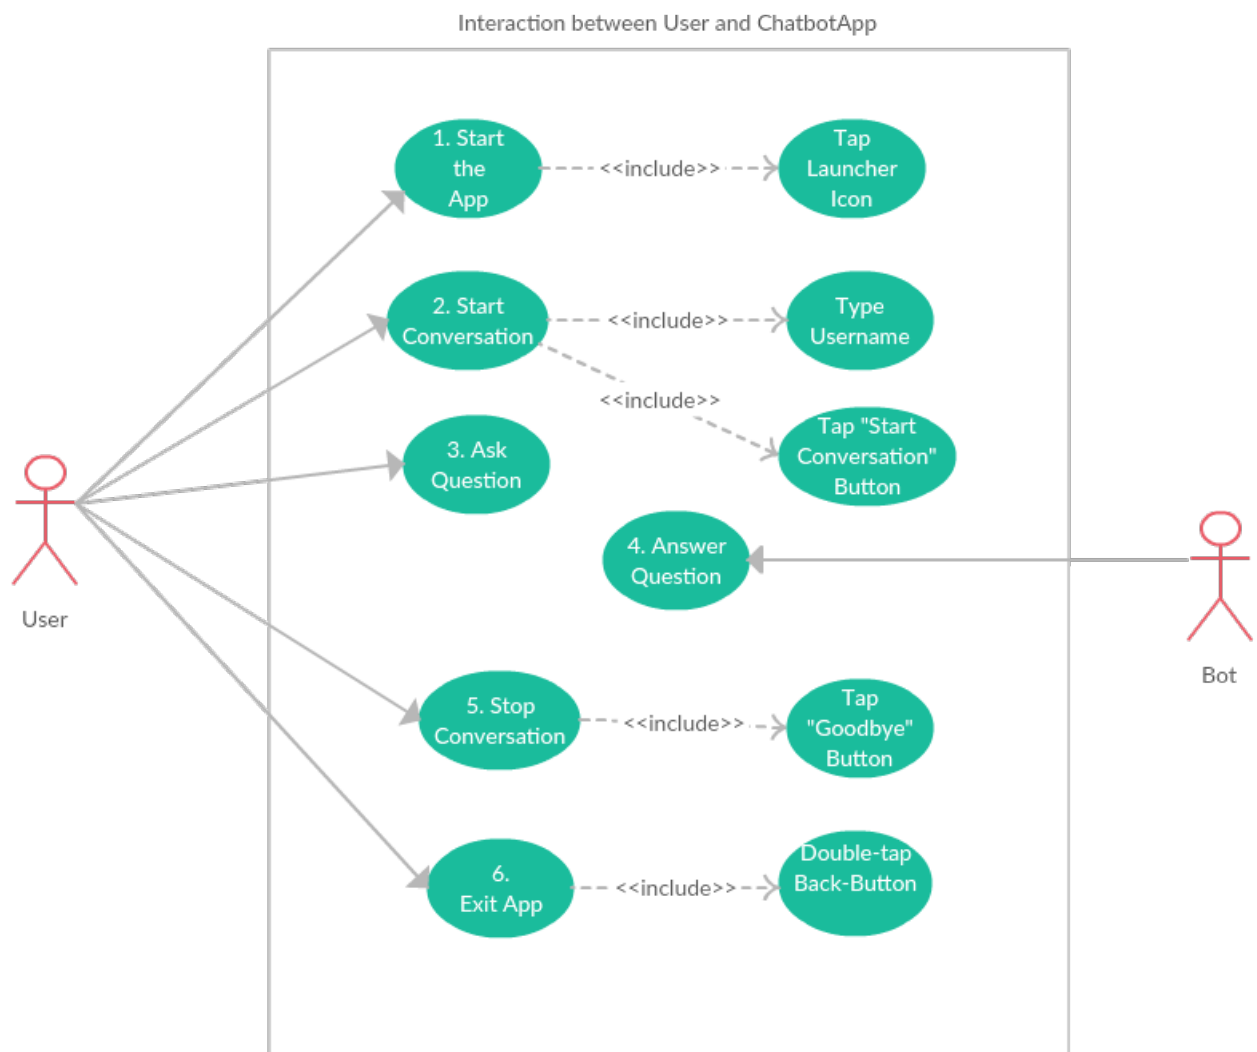 Interaction between User and ChatbotApp
1. Start
the
App
<<include>>
Tap
Launcher
Icon
2. Start
Conversation
<<include>>
Type
Username
<<include>>
Tap "Start
Conversation"
Button
3. Ask
Question
4. Answer
Question
User
Bot
5. Stop
Conversation
<<include>>
Tap
"Goodbye"
Button
6.
Exit App
<<include>>
Double-tap
Back-Button